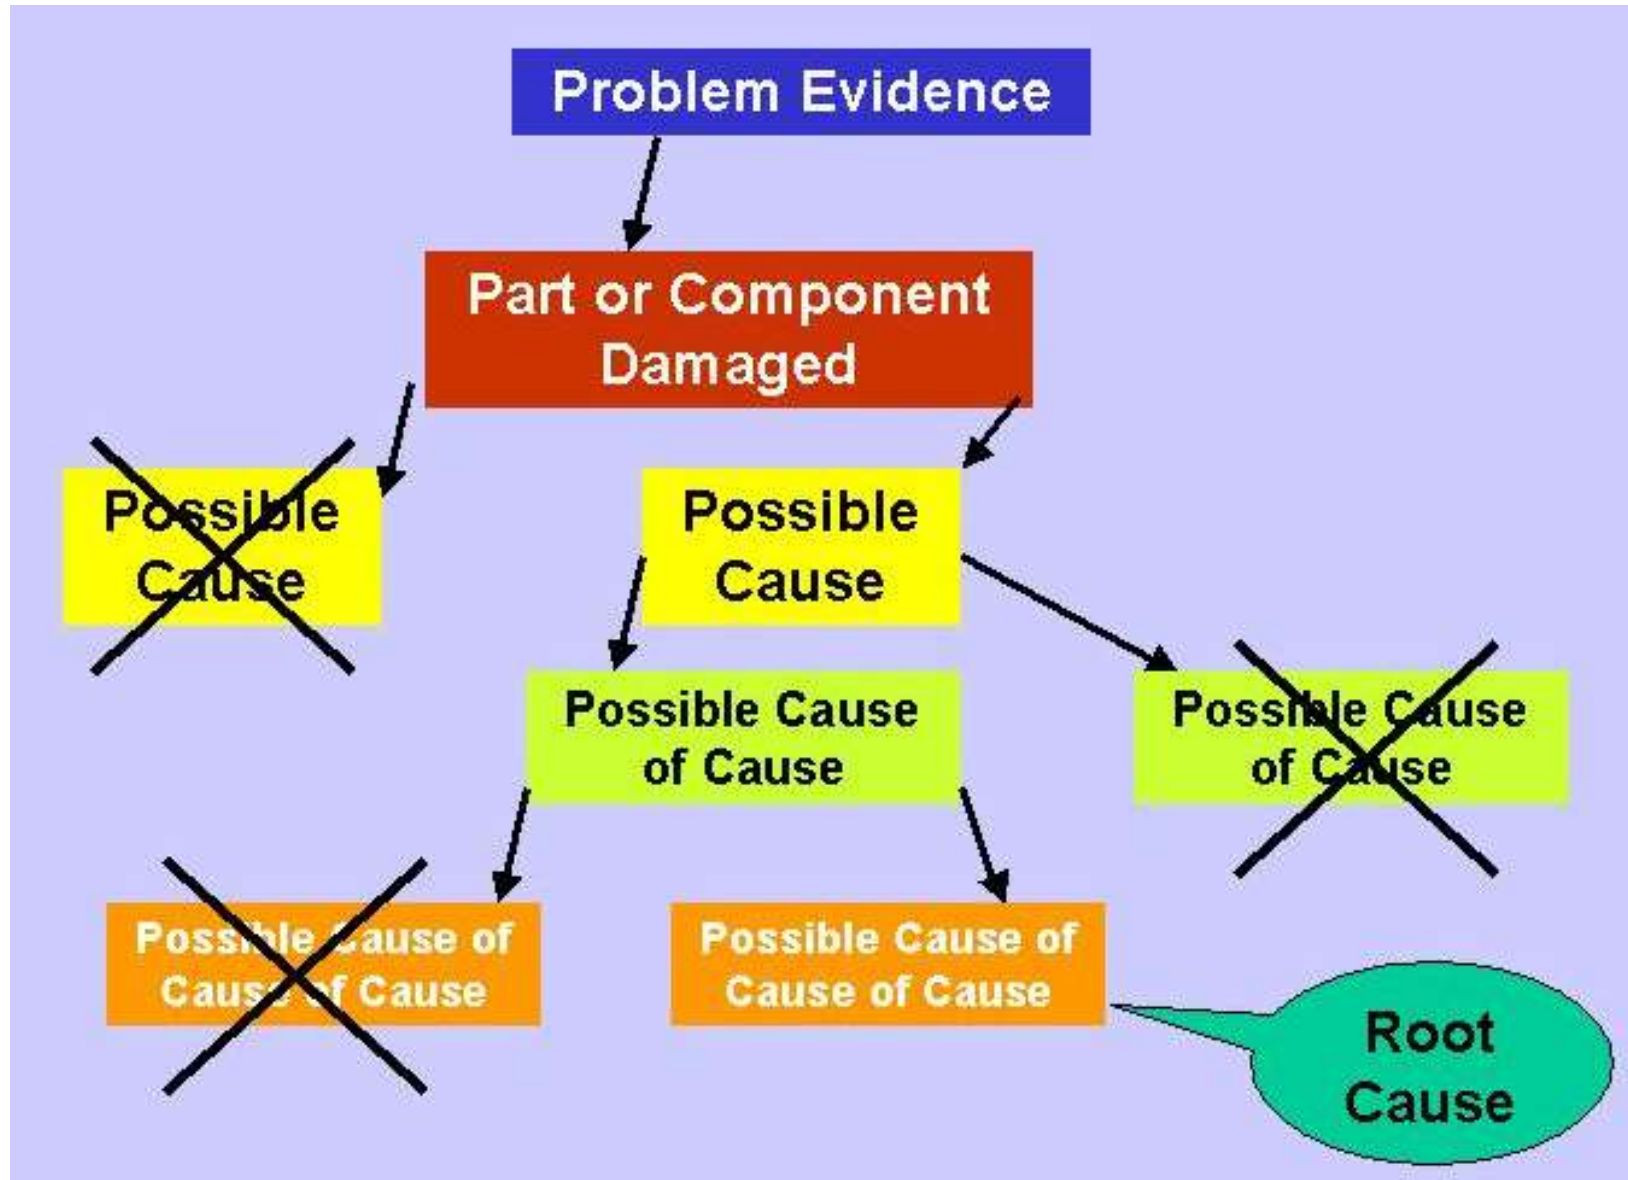 Problem Evidence
Part or Component
Damaged
Possible
Cause
Possible
Cause
Possible Cause
of Cause
Possible Cause
of Cause
Possible Cause of
Cause of Cause
Possible Cause of
Cause of Cause
Root
Cause